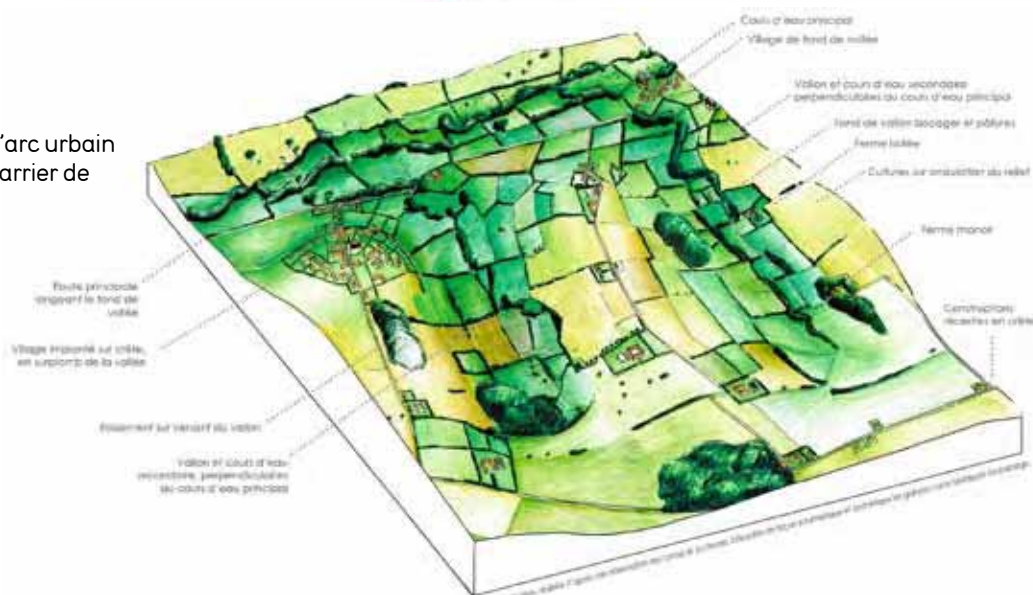 Cours d'eau principal
Village de fond de vallée
Vallon et cours d'eau secondaires
perpendiculaires au cours d'eau principal
Fond de vallon bocager et pâtures
Ferme isolée
Cultures sur ondulation du relief
Ferme manoir
Constructions
récentes en crête
'arc urbain
arrier de
Route principale
longeant le fond de
vallée
Village implanté sur crête,
en surplomb de la vallée
Boisement sur versant du vallon
Vallon et cours d'eau
secondaire, perpendiculaires
au cours d'eau principal